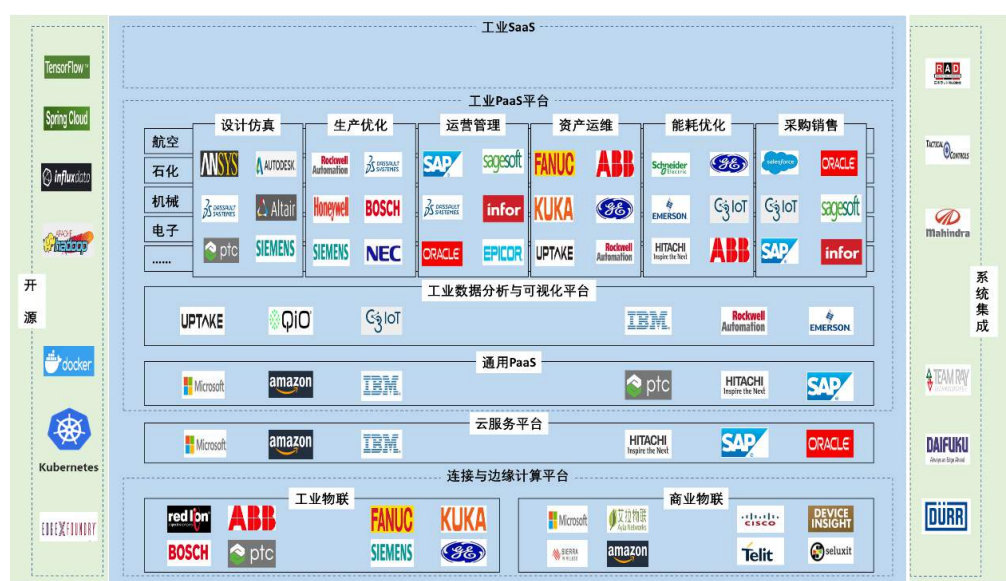 工业SaaS
工业PaaS平台
设计仿真
生产优化
运营管理
资产运维
能耗优化
采购销售
航空
石化
机械
电子
......
ANSYS
AUTODESK
Rockwell Automation
DASSAULT SYSTEMES
SAP
sagesoft
FANUC
ABB
Schneider Electric
GE
salesforce
ORACLE
DASSAULT SYSTEMES
Altair
Honeywell
BOSCH
DASSAULT SYSTEMES
infor
KUKA
GE
EMERSON
C3 IoT
C3 IoT
sagesoft
ptc
SIEMENS
SIEMENS
NEC
ORACLE
EPICOR
UPTAKE
Rockwell Automation
HITACHI
Inspire the Next
ABB
SAP
infor
工业数据分析与可视化平台
UPTAKE
QiO
C3 IoT
IBM
Rockwell Automation
EMERSON
通用PaaS
Microsoft
amazon
IBM
ptc
HITACHI
Inspire the Next
SAP
云服务平台
Microsoft
amazon
IBM
HITACHI
Inspire the Next
SAP
ORACLE
连接与边缘计算平台
工业物联
red lion
ABB
FANUC
KUKA
BOSCH
ptc
SIEMENS
GE
商业物联
Microsoft
艾拉物联
Ayla Networks
CISCO
DEVICE INSIGHT
SIERRA WIRELESS
amazon
Telit
seluxit
开源
TensorFlow
Spring Cloud
influxdata
APACHE hadoop
docker
Kubernetes
EDGE X FOUNDRY
系统集成
RAD
TACTICAL CONTROLS
Mahindra
TEAM RAY
DAIFUKU
Always an Edge Ahead
DÜRR